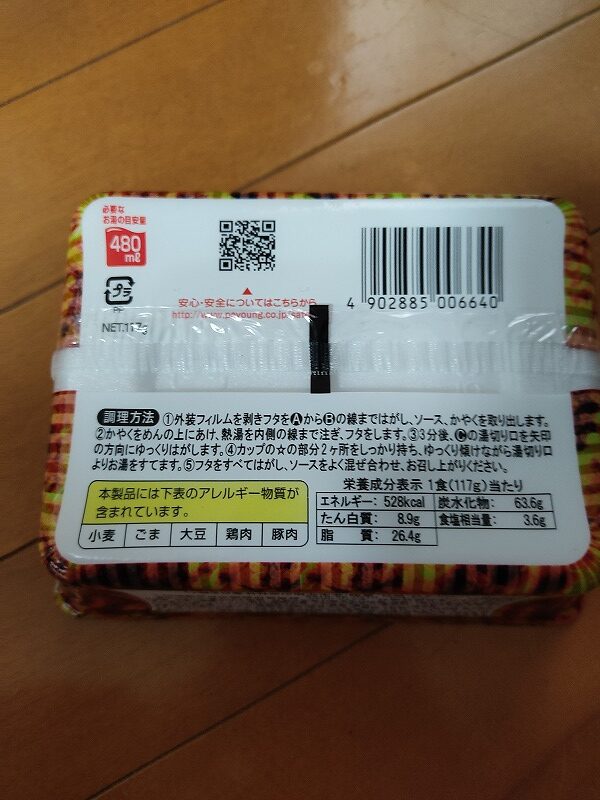 必要な
お湯の目安量
480
ml
プラ
PF
NET.117g
安心・安全についてはこちらから
http://www.peyoung.co.jp/safe
4 902885 006640
調理方法 ①外装フィルムを剥きフタをAからBの線まではがし、ソース、かやくを取り出します。
②かやくをめんの上にあけ、熱湯を内側の線まで注ぎ、フタをします。③3分後、Cの湯切り口を矢印
の方向にゆっくりはがします。④カップの★の部分2ヶ所をしっかり持ち、ゆっくり傾けながら湯切り口
よりお湯をすてます。⑤フタをすべてはがし、ソースをよく混ぜ合わせ、お召し上がりください。
本製品には下表のアレルギー物質が
含まれています。
小麦 ごま 大豆 鶏肉 豚肉
栄養成分表示 1食(117g)当たり
エネルギー: 528kcal 炭水化物: 63.6g
たん白質: 8.9g 食塩相当量: 3.6g
脂 質: 26.4g